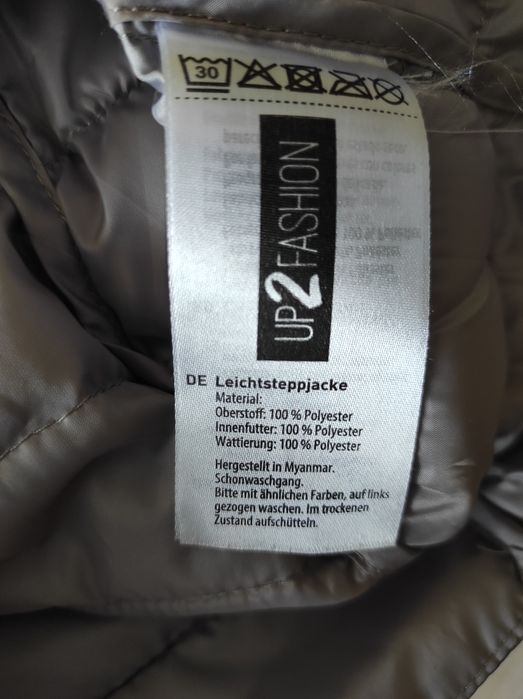 30
UP2FASHION
DE Leichtsteppjacke
Material:
Oberstoff: 100 % Polyester
Innenfutter: 100 % Polyester
Wattierung: 100 % Polyester
Hergestellt in Myanmar.
Schonwaschgang.
Bitte mit ähnlichen Farben, auf links
gezogen waschen. Im trockenen
Zustand aufschütteln.